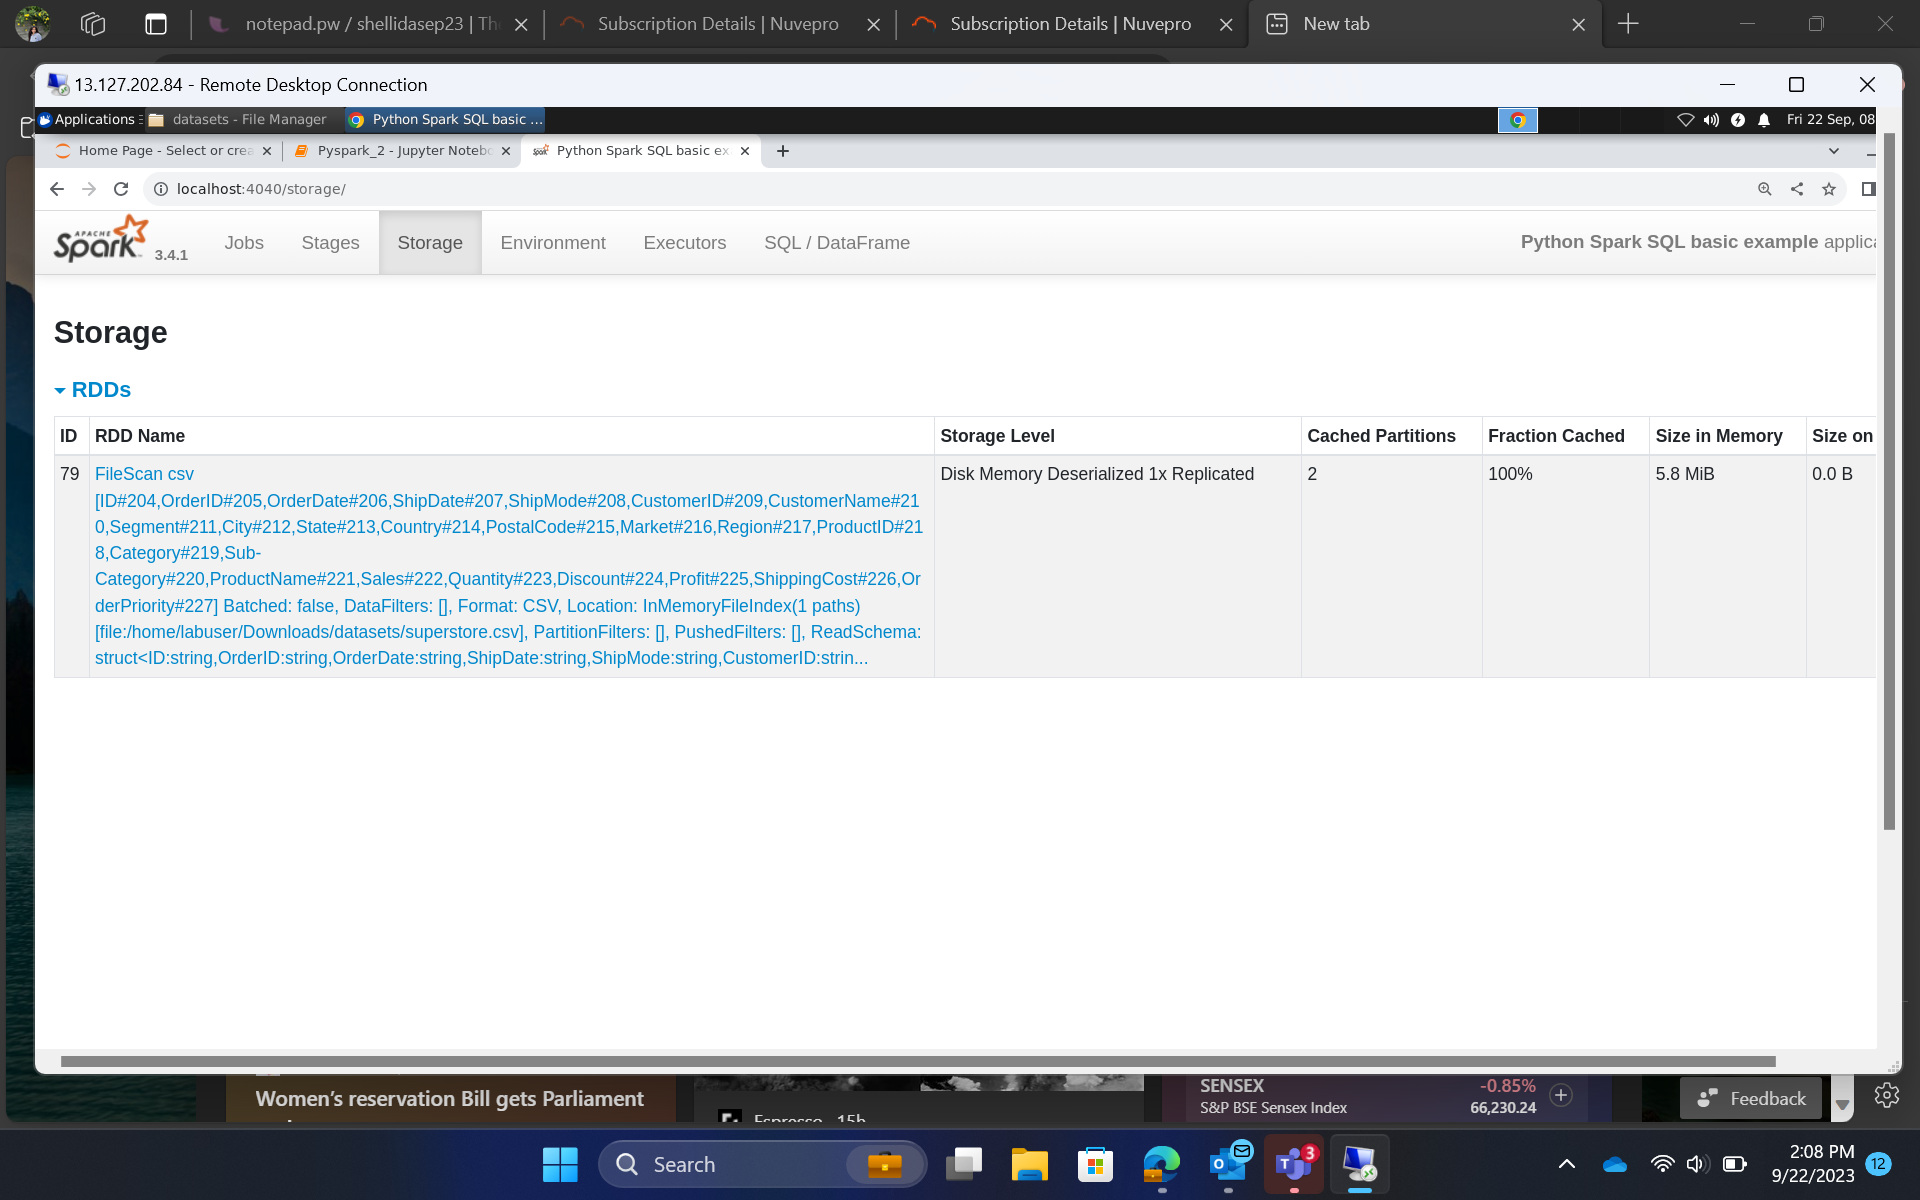 notepad.pw / shellidasep23 | Th
Subscription Details | Nuvepro
Subscription Details | Nuvepro
New tab
13.127.202.84 - Remote Desktop Connection
Applications
datasets - File Manager
Python Spark SQL basic ...
Fri 22 Sep, 08
Home Page - Select or crea
Pyspark_2 - Jupyter Notebo
Python Spark SQL basic ex
localhost:4040/storage/
APACHE Spark 3.4.1
Jobs
Stages
Storage
Environment
Executors
SQL / DataFrame
Python Spark SQL basic example applica
Storage
RDDs
ID RDD Name Storage Level Cached Partitions Fraction Cached Size in Memory Size on
79 FileScan csv Disk Memory Deserialized 1x Replicated 2 100% 5.8 MiB 0.0 B
[ID#204,OrderID#205,OrderDate#206,ShipDate#207,ShipMode#208,CustomerID#209,CustomerName#21
0,Segment#211,City#212,State#213,Country#214,PostalCode#215,Market#216,Region#217,ProductID#21
8,Category#219,Sub-
Category#220,ProductName#221,Sales#222,Quantity#223,Discount#224,Profit#225,ShippingCost#226,Or
derPriority#227] Batched: false, DataFilters: [], Format: CSV, Location: InMemoryFileIndex(1 paths)
[file:/home/labuser/Downloads/datasets/superstore.csv], PartitionFilters: [], PushedFilters: [], ReadSchema:
struct<ID:string,OrderID:string,OrderDate:string,ShipDate:string,ShipMode:string,CustomerID:strin...
Women's reservation Bill gets Parliament
Espresso · 15h
SENSEX -0.85%
S&P BSE Sensex Index 66,230.24
Feedback
Search
3
2:08 PM
9/22/2023
12